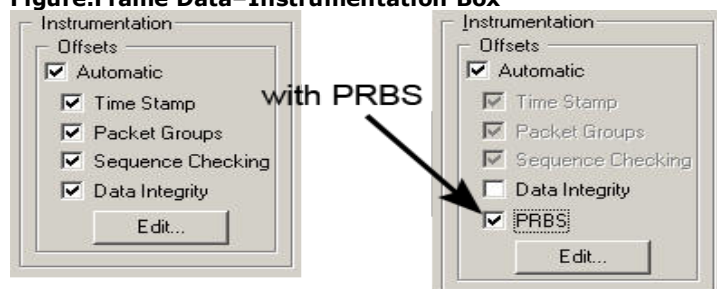 Figure.Frame Data–Instrumentation Box
Instrumentation
Offsets
Automatic
Time Stamp
Packet Groups
Sequence Checking
Data Integrity
Edit...
with PRBS
Instrumentation
Offsets
Automatic
Time Stamp
Packet Groups
Sequence Checking
Data Integrity
PRBS
Edit...